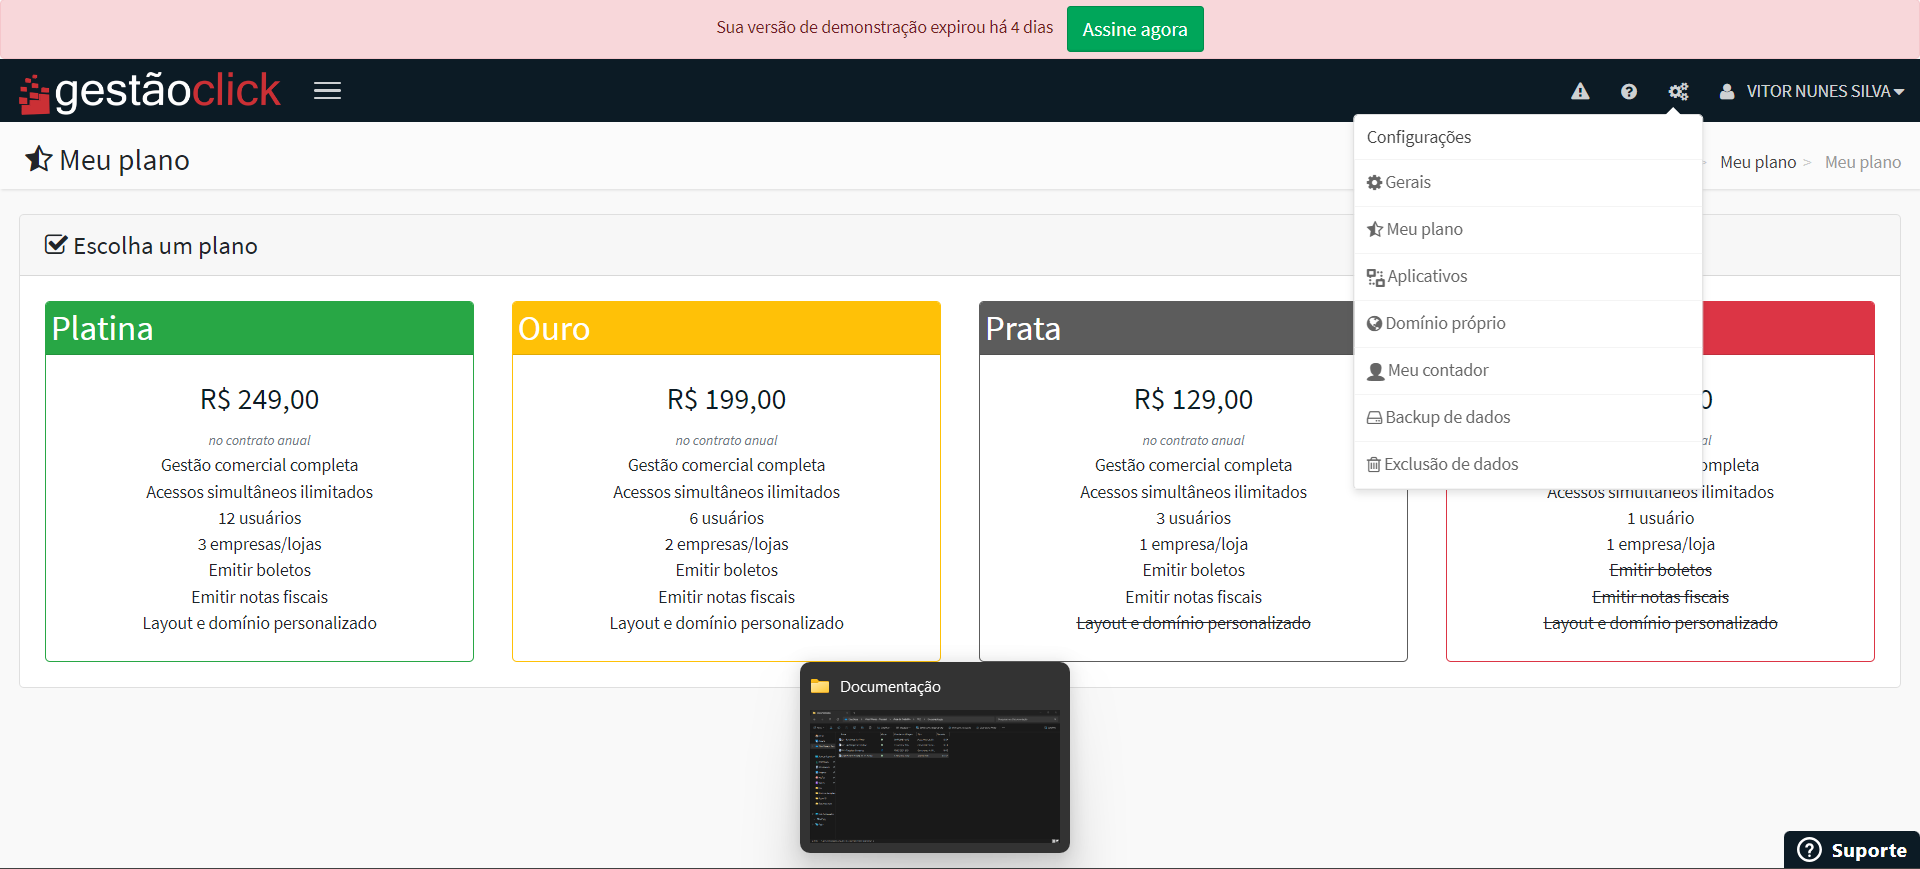 Sua versão de demonstração expirou há 4 dias
Assine agora
gestãoclick
VITOR NUNES SILVA
Meu plano
Meu plano >
Meu plano
Configurações
Gerais
Meu plano
Aplicativos
Domínio próprio
Meu contador
Backup de dados
Exclusão de dados
Escolha um plano
Platina
R$ 249,00
no contrato anual
Gestão comercial completa
Acessos simultâneos ilimitados
12 usuários
3 empresas/lojas
Emitir boletos
Emitir notas fiscais
Layout e domínio personalizado
Ouro
R$ 199,00
no contrato anual
Gestão comercial completa
Acessos simultâneos ilimitados
6 usuários
2 empresas/lojas
Emitir boletos
Emitir notas fiscais
Layout e domínio personalizado
Prata
R$ 129,00
no contrato anual
Gestão comercial completa
Acessos simultâneos ilimitados
3 usuários
1 empresa/loja
Emitir boletos
Emitir notas fiscais
Layout e domínio personalizado
Acessos simultâneos ilimitados
1 usuário
1 empresa/loja
Emitir boletos
Emitir notas fiscais
Layout e domínio personalizado
Documentação
Suporte